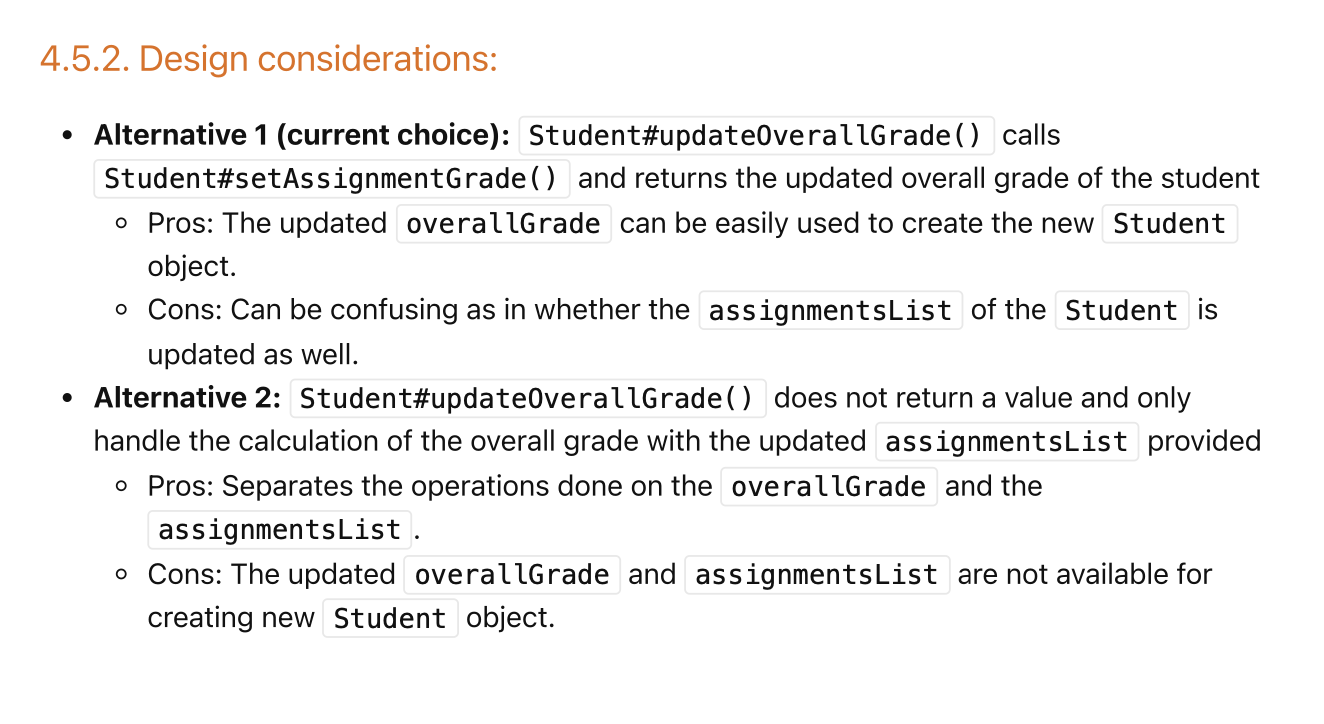 4.5.2. Design considerations:
• Alternative 1 (current choice): Student#updateOverallGrade() calls
Student#setAssignmentGrade() and returns the updated overall grade of the student
◦ Pros: The updated overallGrade can be easily used to create the new Student
object.
◦ Cons: Can be confusing as in whether the assignmentsList of the Student is
updated as well.
• Alternative 2: Student#updateOverallGrade() does not return a value and only
handle the calculation of the overall grade with the updated assignmentsList provided
◦ Pros: Separates the operations done on the overallGrade and the
assignmentsList.
◦ Cons: The updated overallGrade and assignmentsList are not available for
creating new Student object.